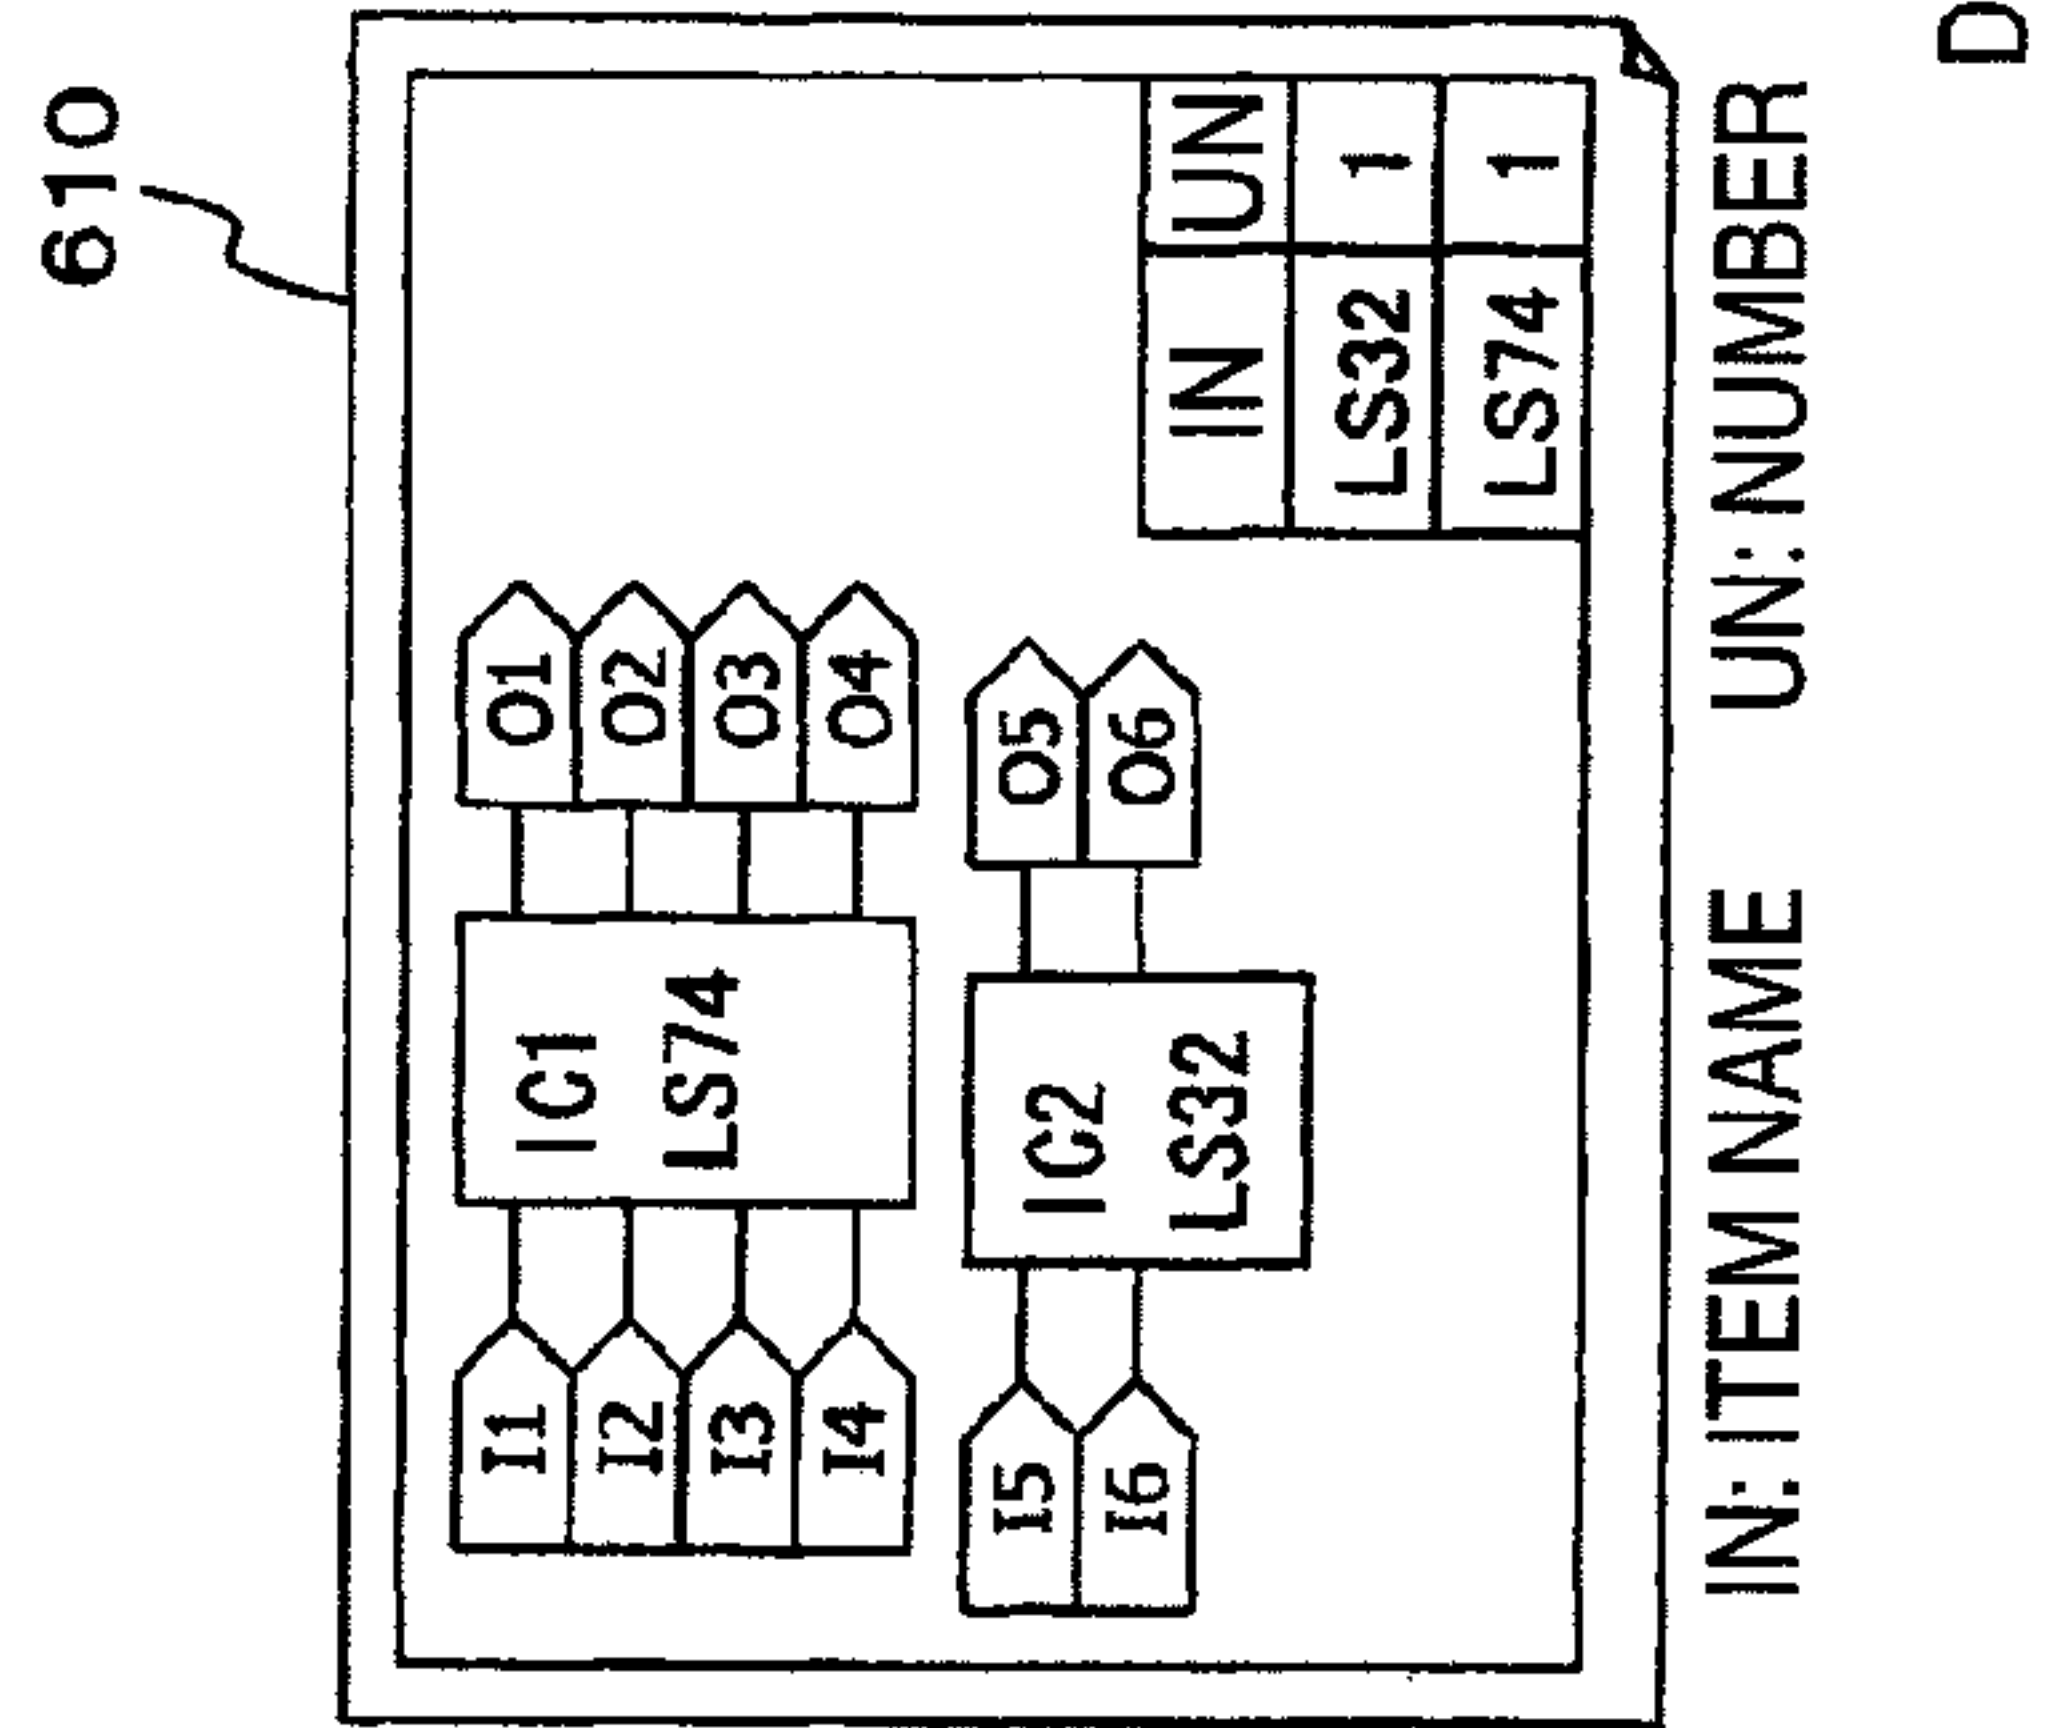 610
I1 IC1 O1
I2 LS74 O2
I3 O3
I4 O4
I5 IC2 O5
I6 LS32 O6
IN UN
LS32 1
LS74 1
IN: ITEM NAME UN: NUMBER
D